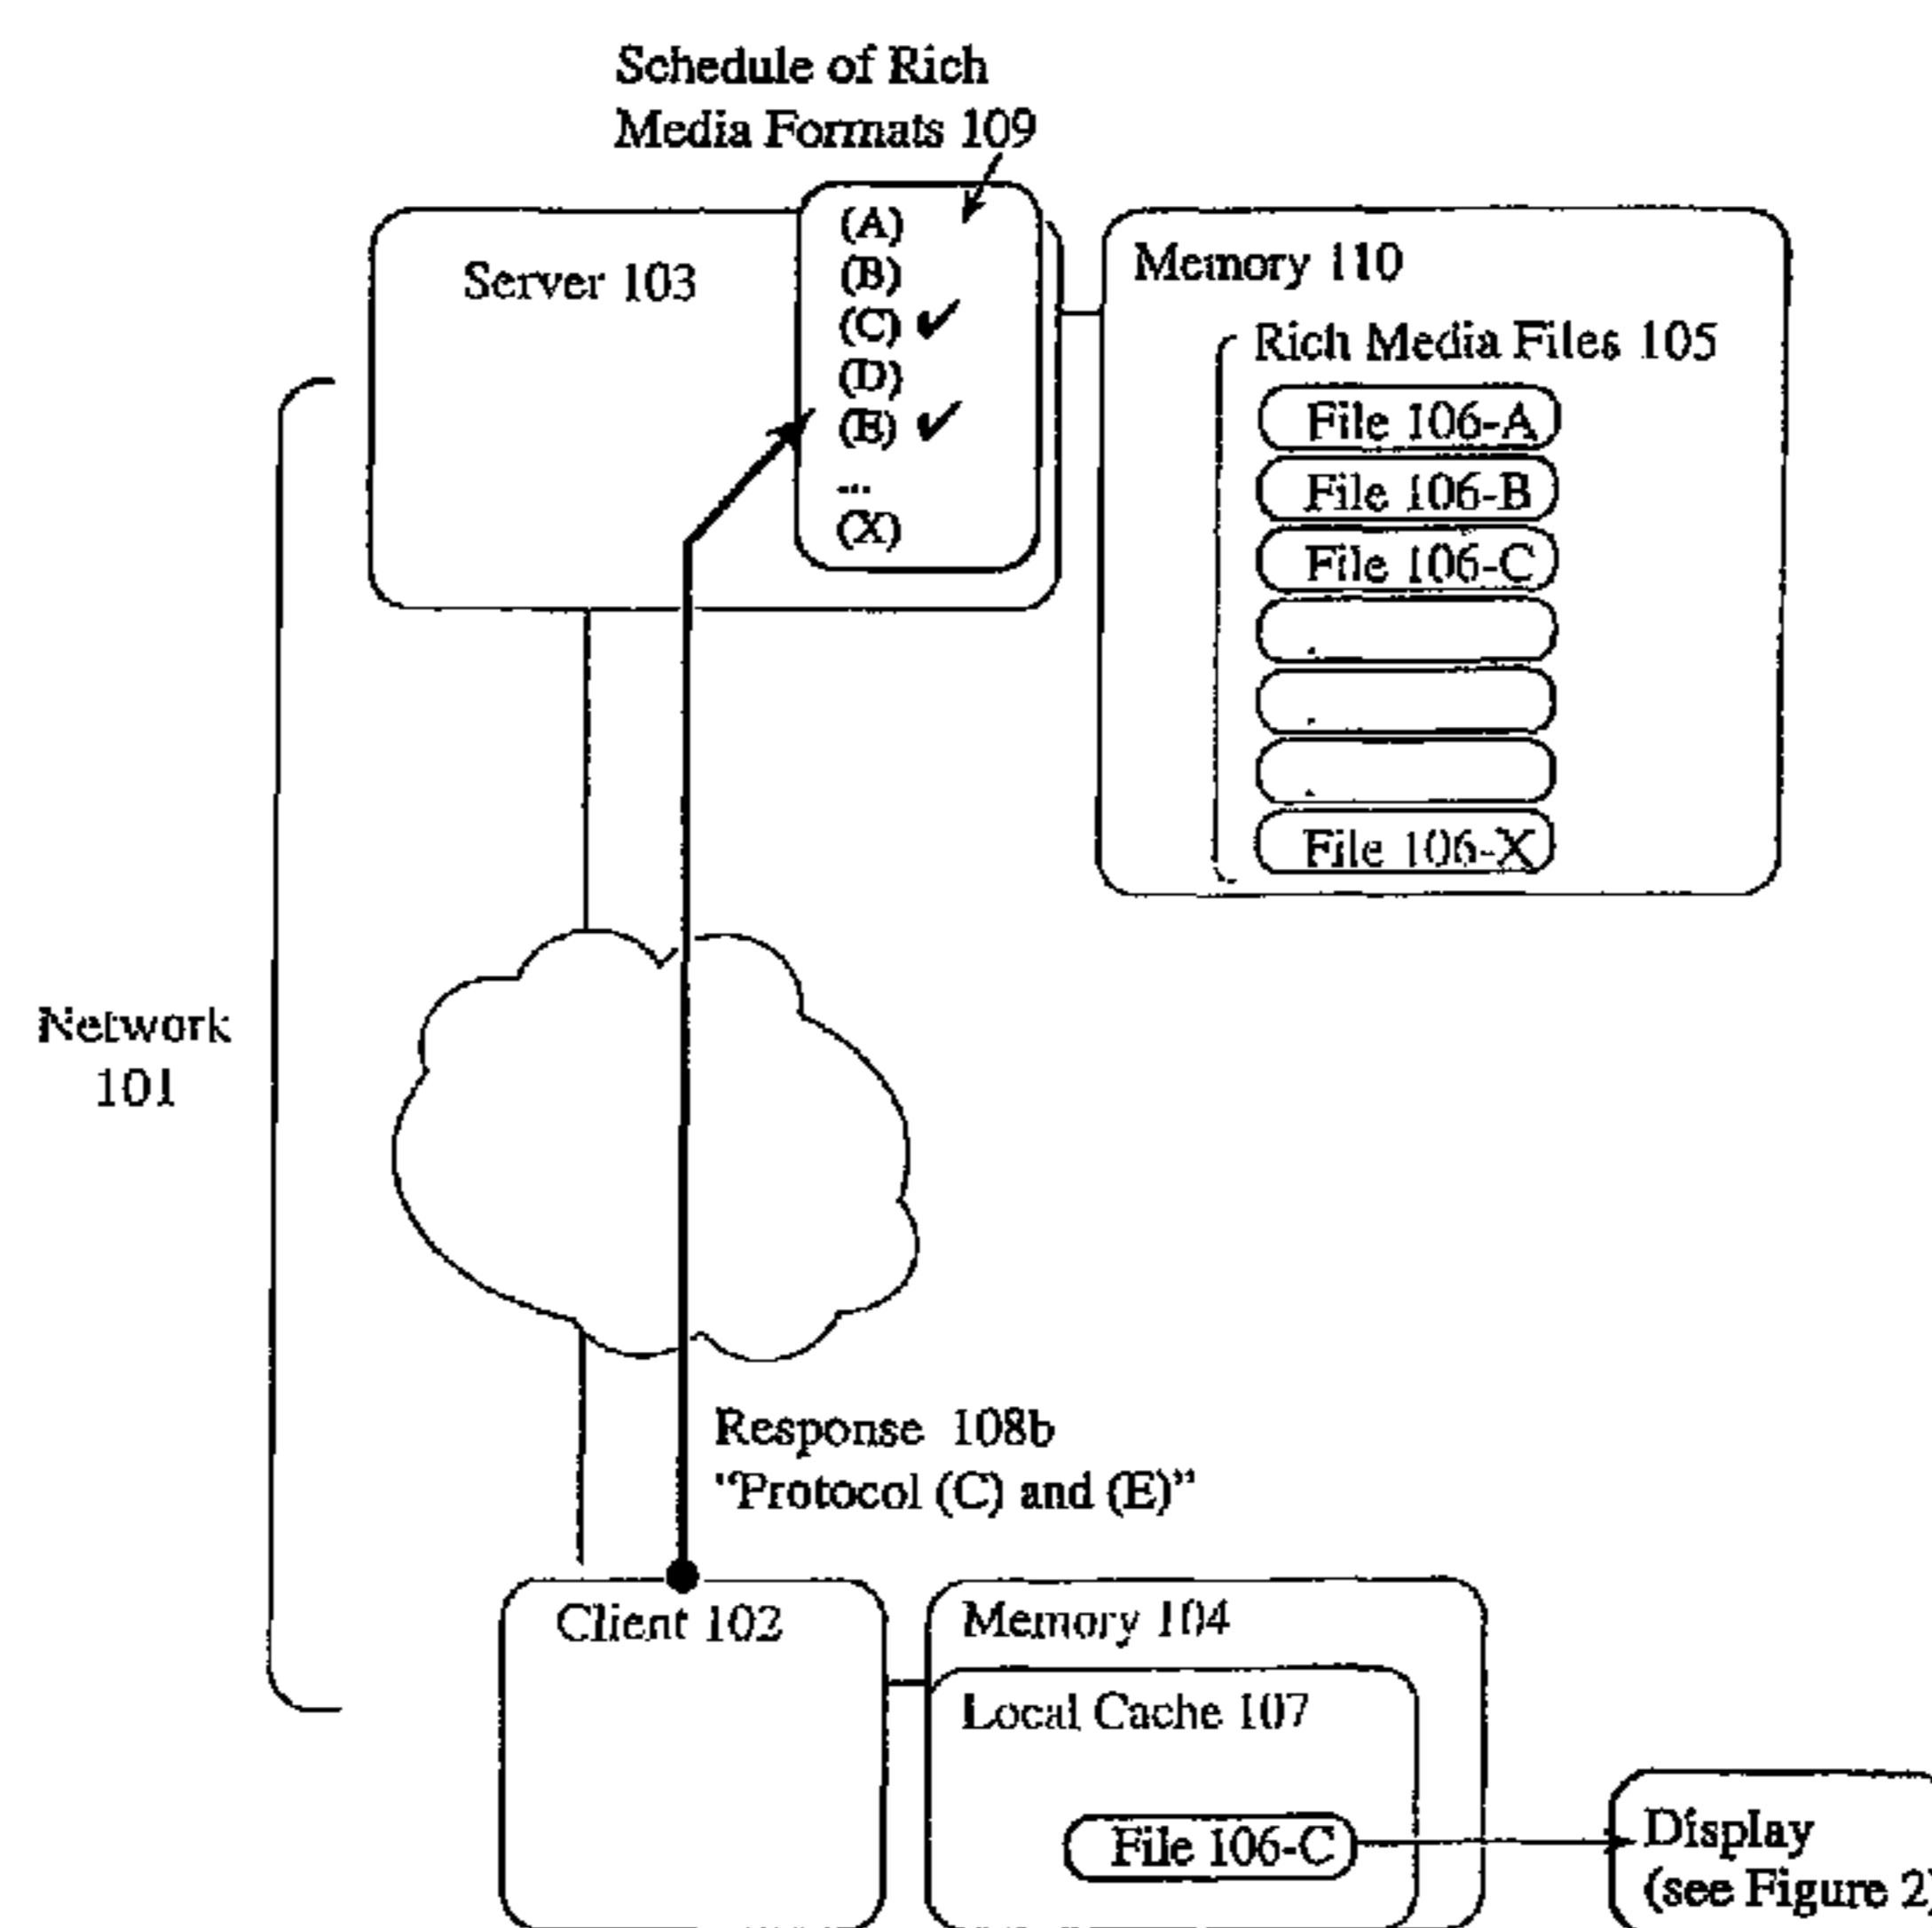 Schedule of Rich
Media Formats 109
Server 103
(A)
(B)
(C) ✔
(D)
(E) ✔
...
(X)
Memory 110
Rich Media Files 105
File 106-A
File 106-B
File 106-C
.
.
.
File 106-X
Network
101
Response 108b
"Protocol (C) and (E)"
Client 102
Memory 104
Local Cache 107
File 106-C
Display
(see Figure 2)